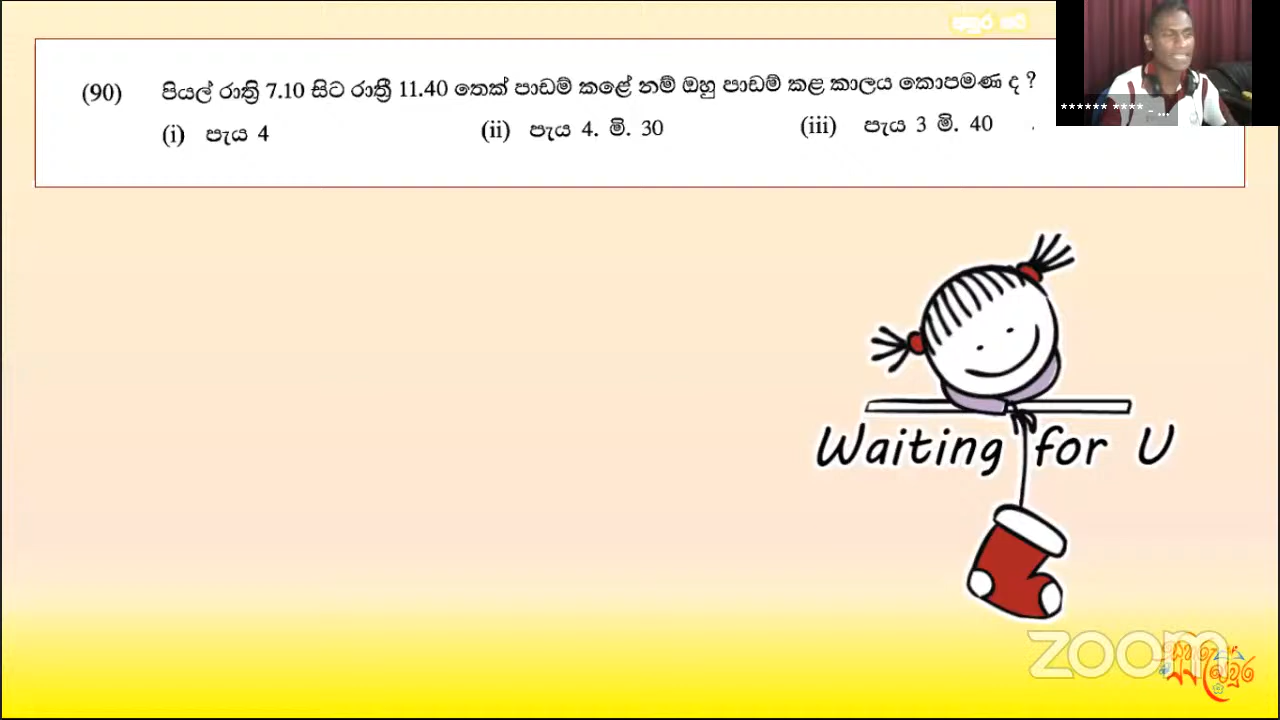 (90) පියල් රාත්‍රි 7.10 සිට රාත්‍රී 11.40 තෙක් පාඩම් කළේ නම් ඔහු පාඩම් කළ කාලය කොපමණ ද ?
(i) පැය 4 (ii) පැය 4. මි. 30 (iii) පැය 3 මි. 40
****** **** - ...
Waiting for U
zoom